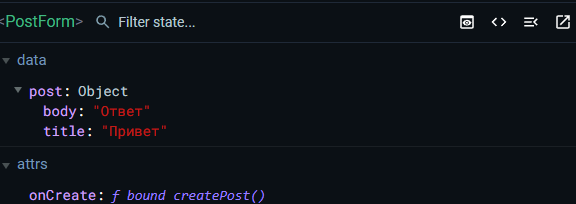 <PostForm> Filter state...
data
post: Object
body: "Ответ"
title: "Привет"
attrs
onCreate: ƒ bound createPost()